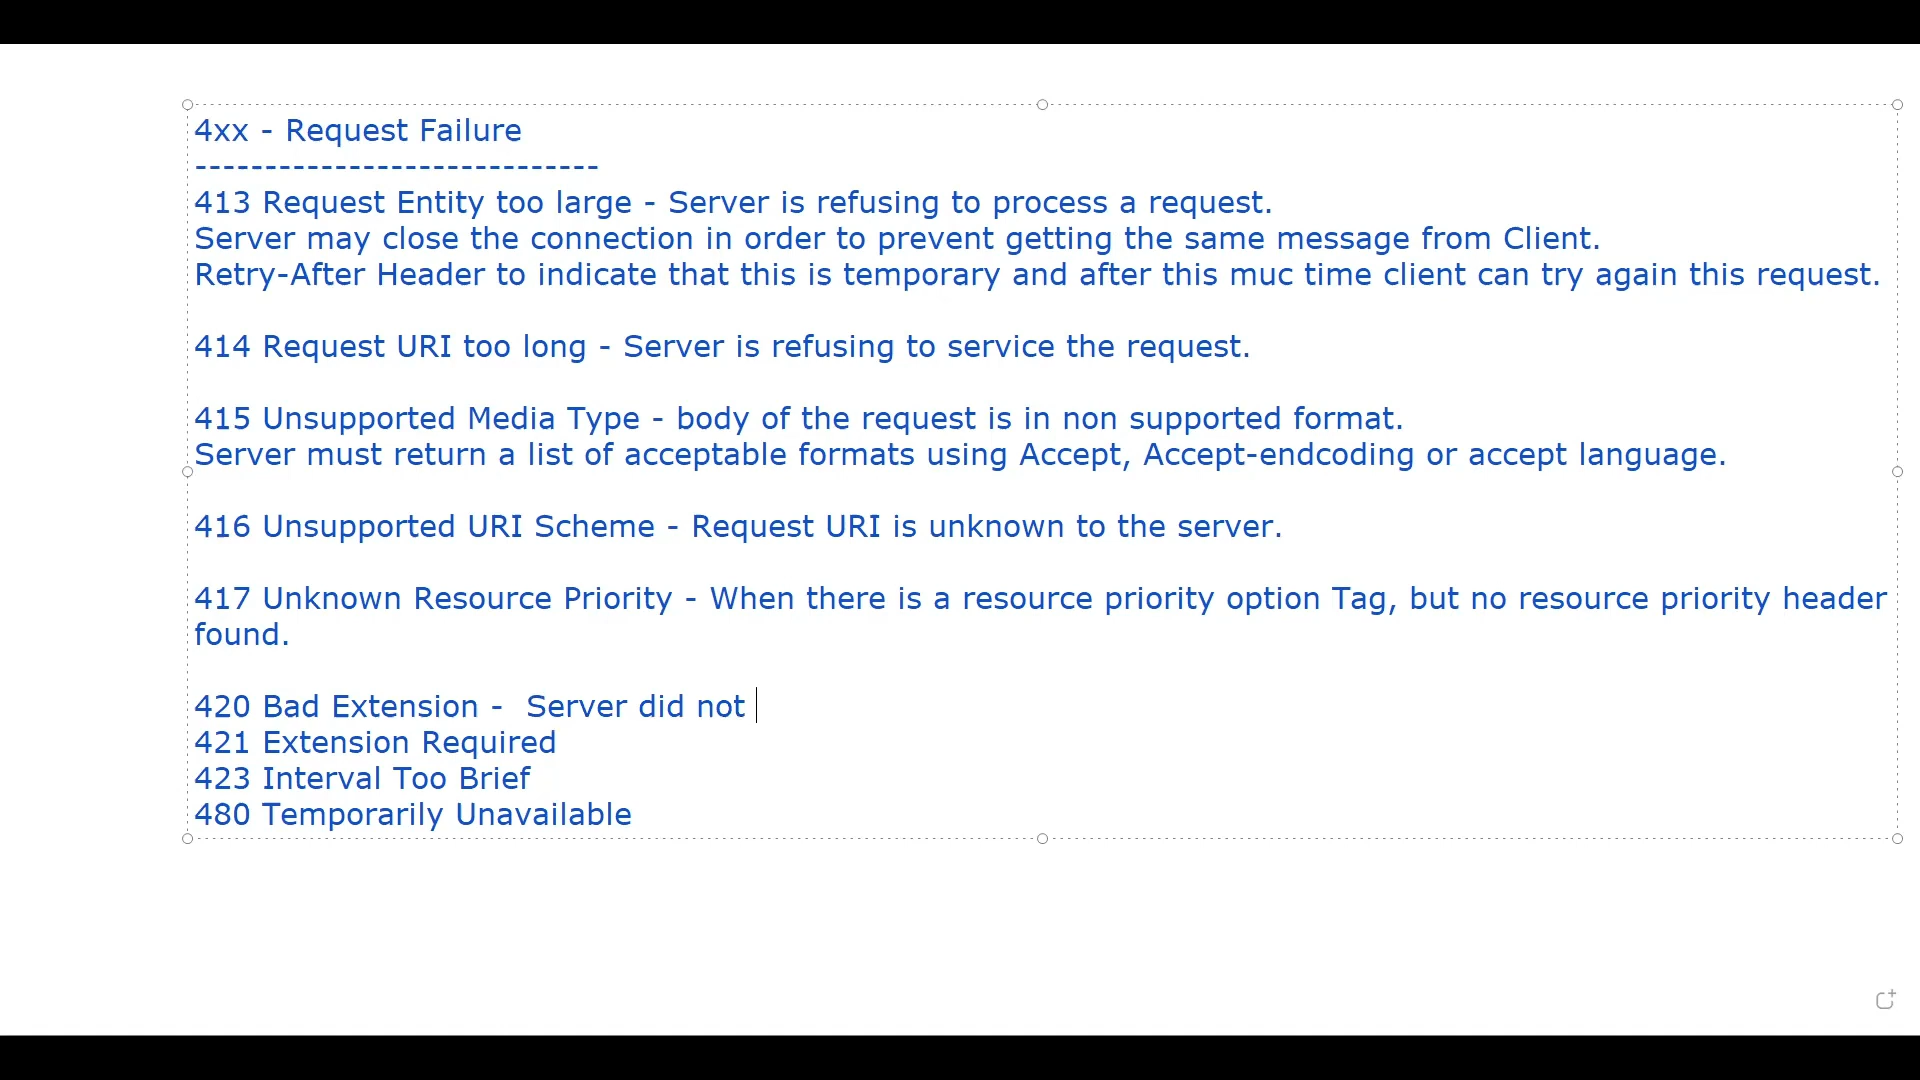 4xx - Request Failure
-----------------------------
413 Request Entity too large - Server is refusing to process a request.
Server may close the connection in order to prevent getting the same message from Client.
Retry-After Header to indicate that this is temporary and after this muc time client can try again this request.
414 Request URI too long - Server is refusing to service the request.
415 Unsupported Media Type - body of the request is in non supported format.
Server must return a list of acceptable formats using Accept, Accept-endcoding or accept language.
416 Unsupported URI Scheme - Request URI is unknown to the server.
417 Unknown Resource Priority - When there is a resource priority option Tag, but no resource priority header
found.
420 Bad Extension -  Server did not
421 Extension Required
423 Interval Too Brief
480 Temporarily Unavailable